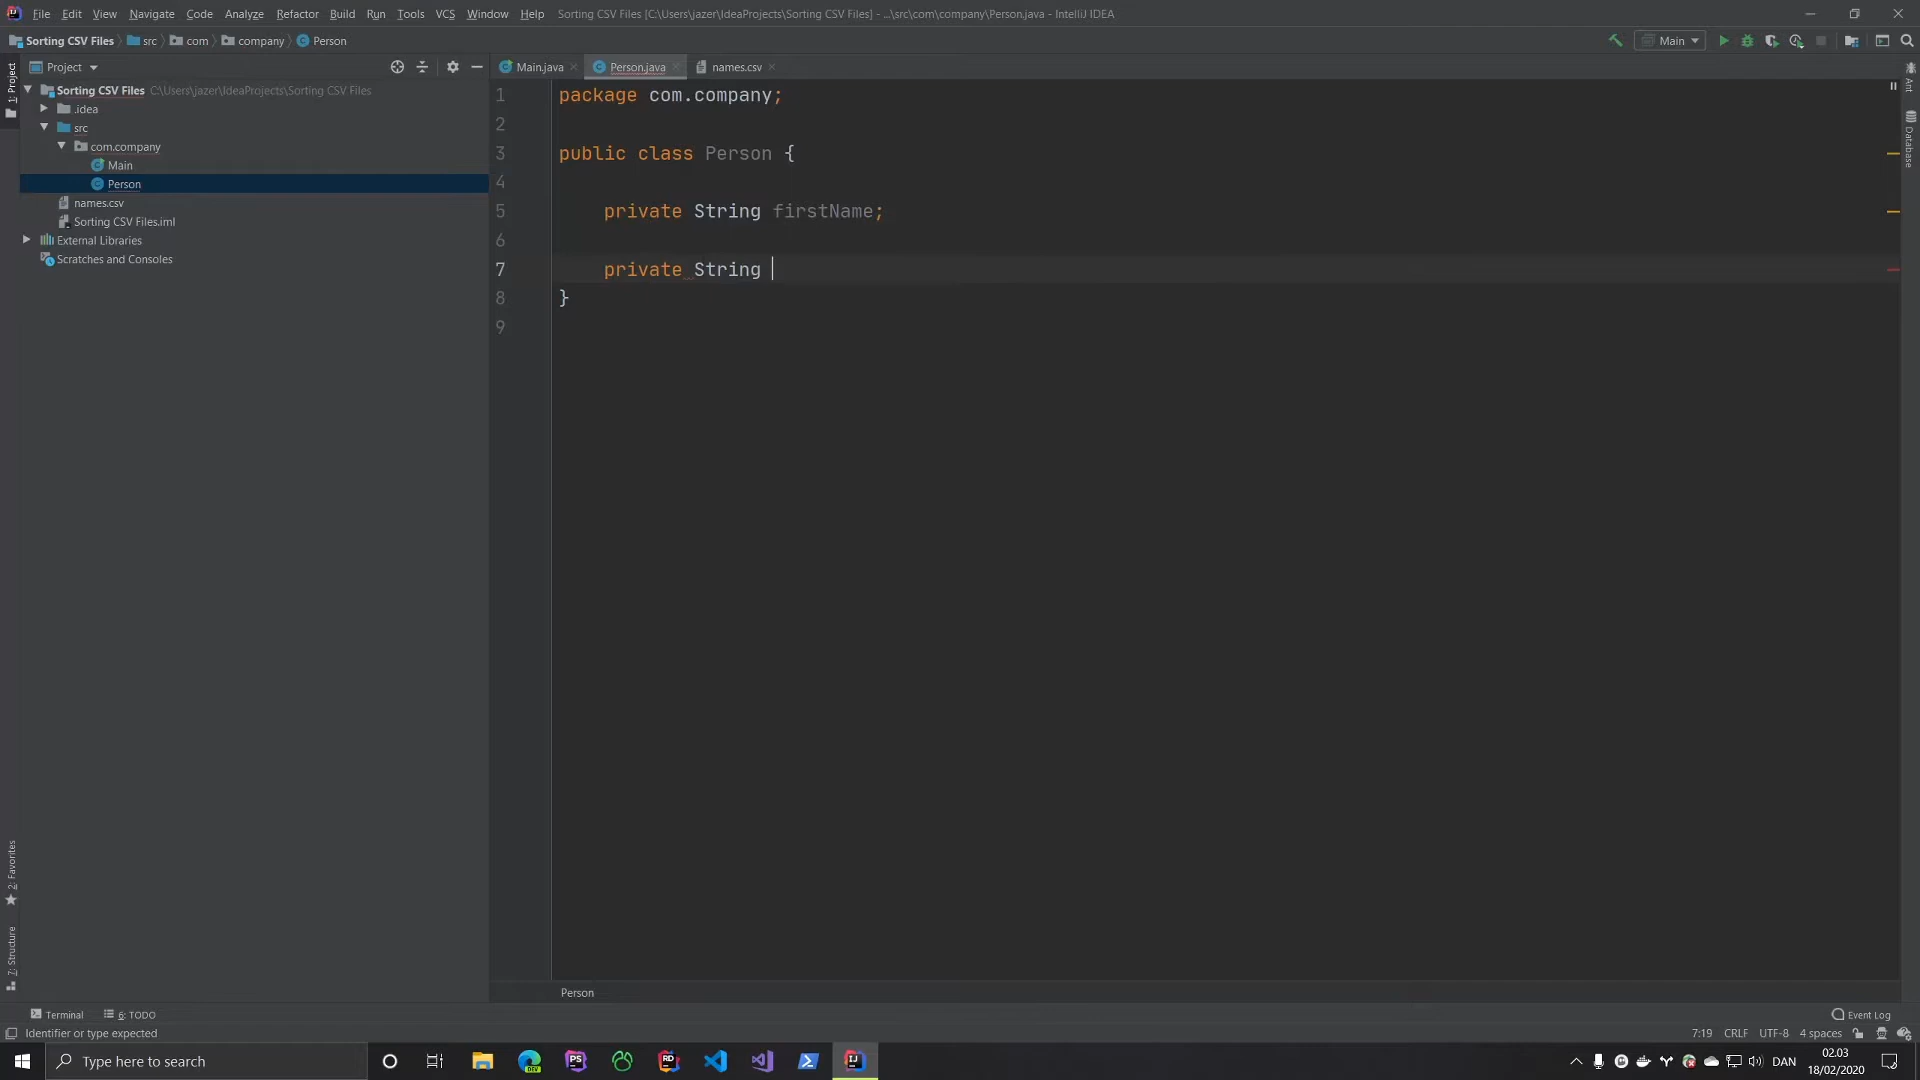 File Edit View Navigate Code Analyze Refactor Build Run Tools VCS Window Help Sorting CSV Files [C:\Users\jazer\IdeaProjects\Sorting CSV Files] - ...\src\com\company\Person.java - IntelliJ IDEA
Sorting CSV Files src com company Person Main
Project Main.java Person.java names.csv
1: Project
Sorting CSV Files C:\Users\jazer\IdeaProjects\Sorting CSV Files
.idea
src
com.company
Main
Person
names.csv
Sorting CSV Files.iml
External Libraries
Scratches and Consoles
2: Favorites
7: Structure
1 package com.company;
2
3 public class Person {
4
5 private String firstName;
6
7 private String
8 }
9
Ant
Database
Person
Terminal 6: TODO Event Log
Identifier or type expected 7:19 CRLF UTF-8 4 spaces
Type here to search DEV PS RD IJ DAN 02.03
18/02/2020